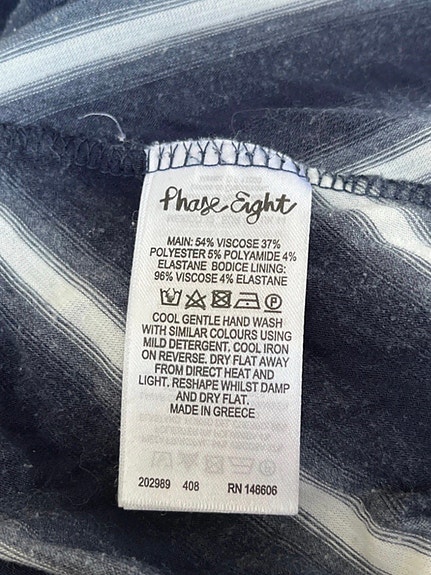 Phase Eight
MAIN: 54% VISCOSE 37%
POLYESTER 5% POLYAMIDE 4%
ELASTANE BODICE LINING:
96% VISCOSE 4% ELASTANE
COOL GENTLE HAND WASH
WITH SIMILAR COLOURS USING
MILD DETERGENT. COOL IRON
ON REVERSE. DRY FLAT AWAY
FROM DIRECT HEAT AND
LIGHT. RESHAPE WHILST DAMP
AND DRY FLAT.
MADE IN GREECE
202989 408 RN 146606